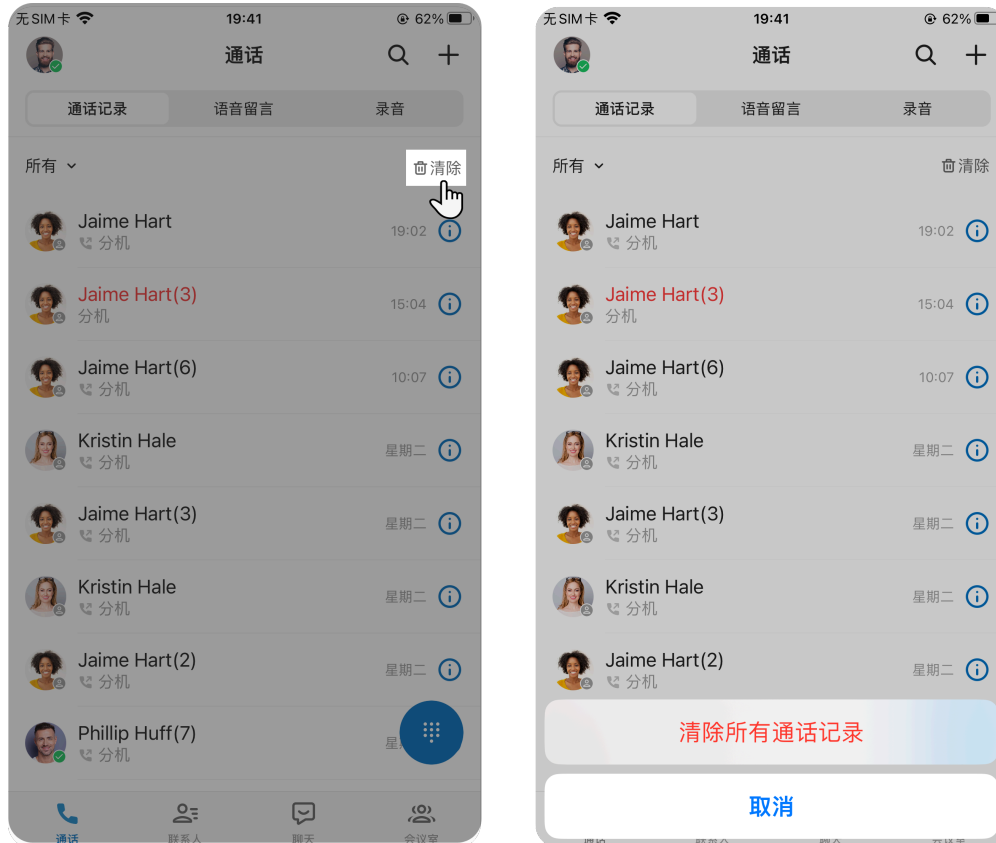 无SIM卡 19:41 62%
通话
通话记录 语音留言 录音
所有 清除
Jaime Hart
分机 19:02
Jaime Hart(3)
分机 15:04
Jaime Hart(6)
分机 10:07
Kristin Hale
分机 星期二
Jaime Hart(3)
分机 星期二
Kristin Hale
分机 星期二
Jaime Hart(2)
分机 星期二
Phillip Huff(7)
分机 星
通话 联系人 聊天 会议室
无SIM卡 19:41 62%
通话
通话记录 语音留言 录音
所有 清除
Jaime Hart
分机 19:02
Jaime Hart(3)
分机 15:04
Jaime Hart(6)
分机 10:07
Kristin Hale
分机 星期二
Jaime Hart(3)
分机 星期二
Kristin Hale
分机 星期二
Jaime Hart(2)
分机 星期二
清除所有通话记录
取消